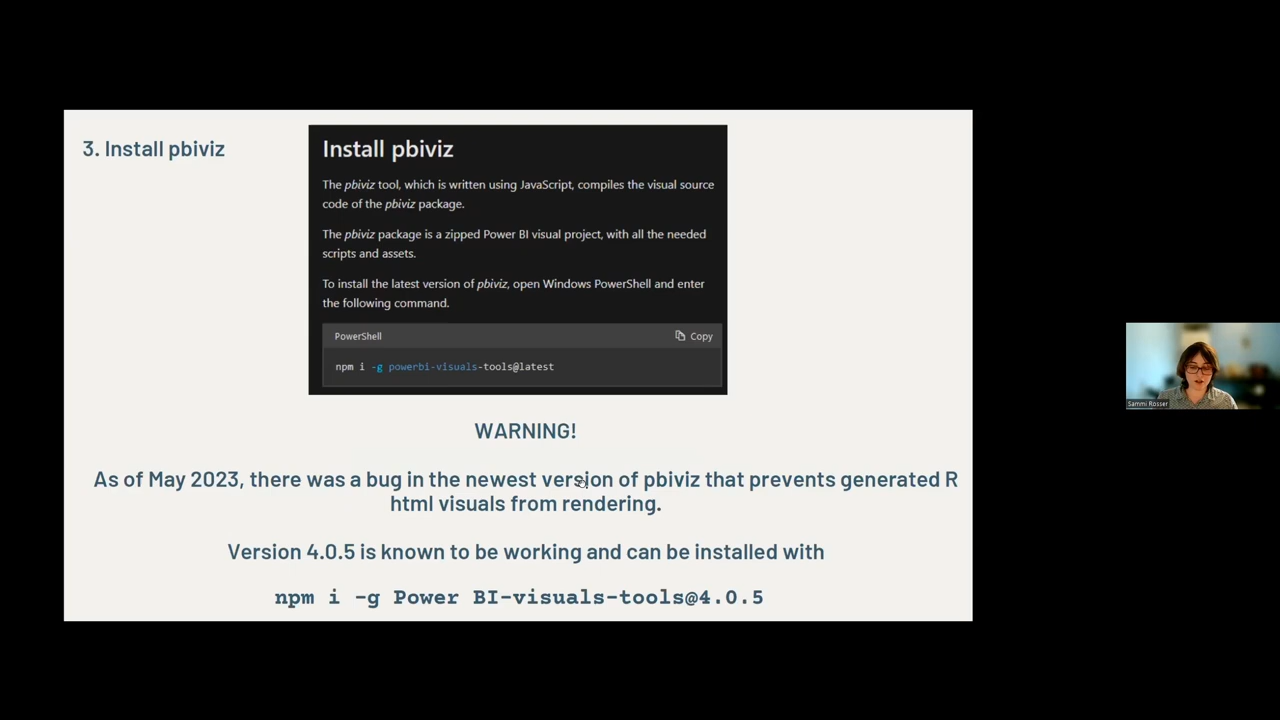 3. Install pbiviz
Install pbiviz
The pbiviz tool, which is written using JavaScript, compiles the visual source
code of the pbiviz package.
The pbiviz package is a zipped Power BI visual project, with all the needed
scripts and assets.
To install the latest version of pbiviz, open Windows PowerShell and enter
the following command.
PowerShell
Copy
npm i -g powerbi-visuals-tools@latest
WARNING!
As of May 2023, there was a bug in the newest version of pbiviz that prevents generated R
html visuals from rendering.
Version 4.0.5 is known to be working and can be installed with
npm i -g Power BI-visuals-tools@4.0.5
Sammi Rosser